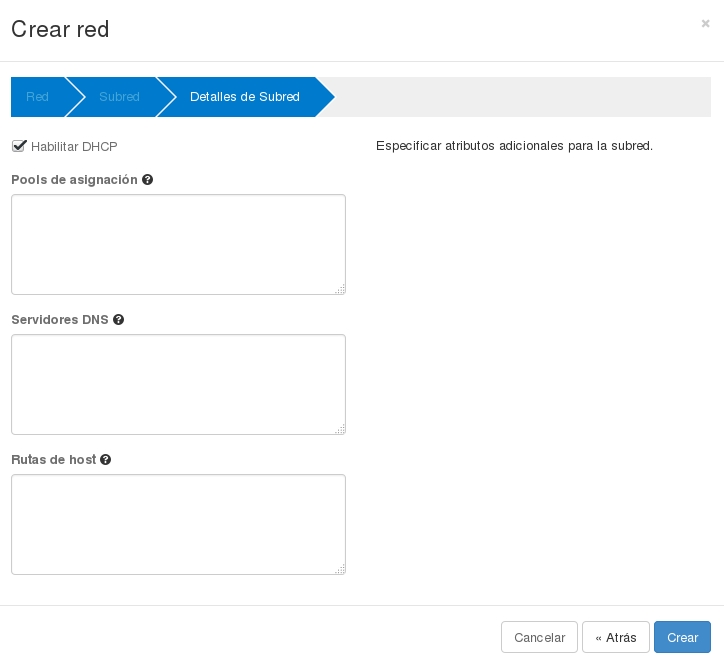 Crear red
×
Red
Subred
Detalles de Subred
Habilitar DHCP
Especificar atributos adicionales para la subred.
Pools de asignación ?
Servidores DNS ?
Rutas de host ?
Cancelar
« Atrás
Crear